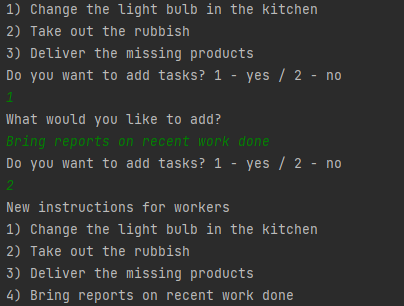 1) Change the light bulb in the kitchen
2) Take out the rubbish
3) Deliver the missing products
Do you want to add tasks? 1 - yes / 2 - no
1
What would you like to add?
Bring reports on recent work done
Do you want to add tasks? 1 - yes / 2 - no
2
New instructions for workers
1) Change the light bulb in the kitchen
2) Take out the rubbish
3) Deliver the missing products
4) Bring reports on recent work done